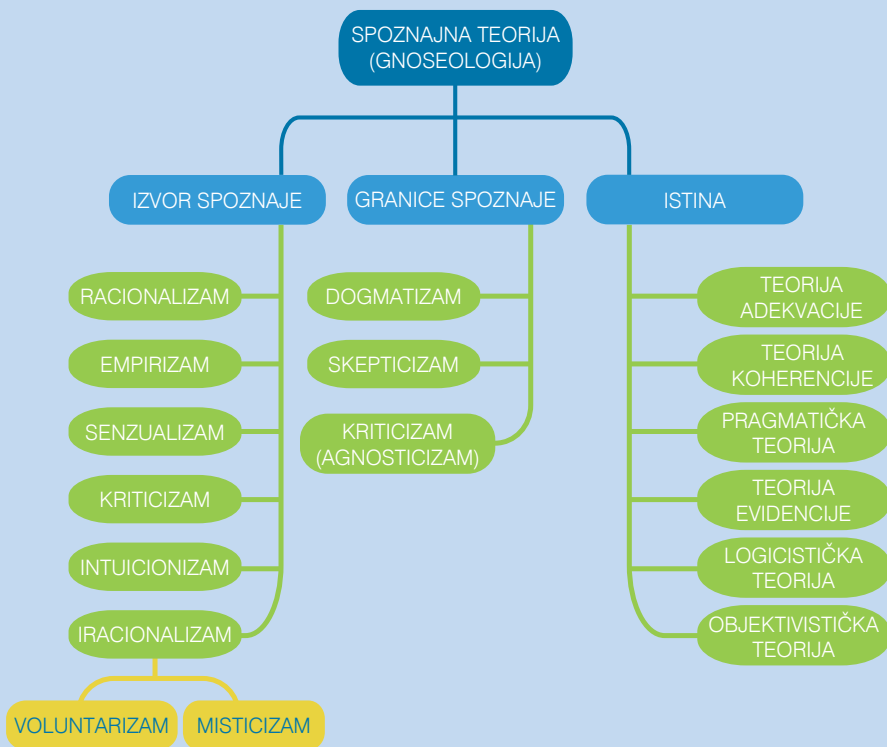 SPOZNAJNA TEORIJA
(GNOSEOLOGIJA)
IZVOR SPOZNAJE
GRANICE SPOZNAJE
ISTINA
RACIONALIZAM
EMPIRIZAM
SENZUALIZAM
KRITICIZAM
INTUICIONIZAM
IRACIONALIZAM
VOLUNTARIZAM
MISTICIZAM
DOGMATIZAM
SKEPTICIZAM
KRITICIZAM
(AGNOSTICIZAM)
TEORIJA
ADEKVACIJE
TEORIJA
KOHERENCIJE
PRAGMATIČKA
TEORIJA
TEORIJA
EVIDENCIJE
LOGICISTIČKA
TEORIJA
OBJEKTIVISTIČKA
TEORIJA